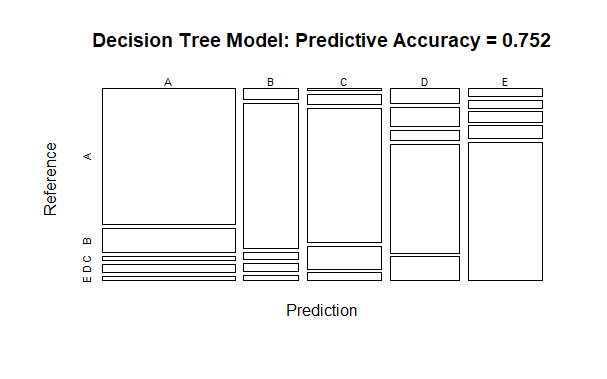 Decision Tree Model: Predictive Accuracy = 0.752
A B C D E
A
B
C
D
E
Reference
Prediction